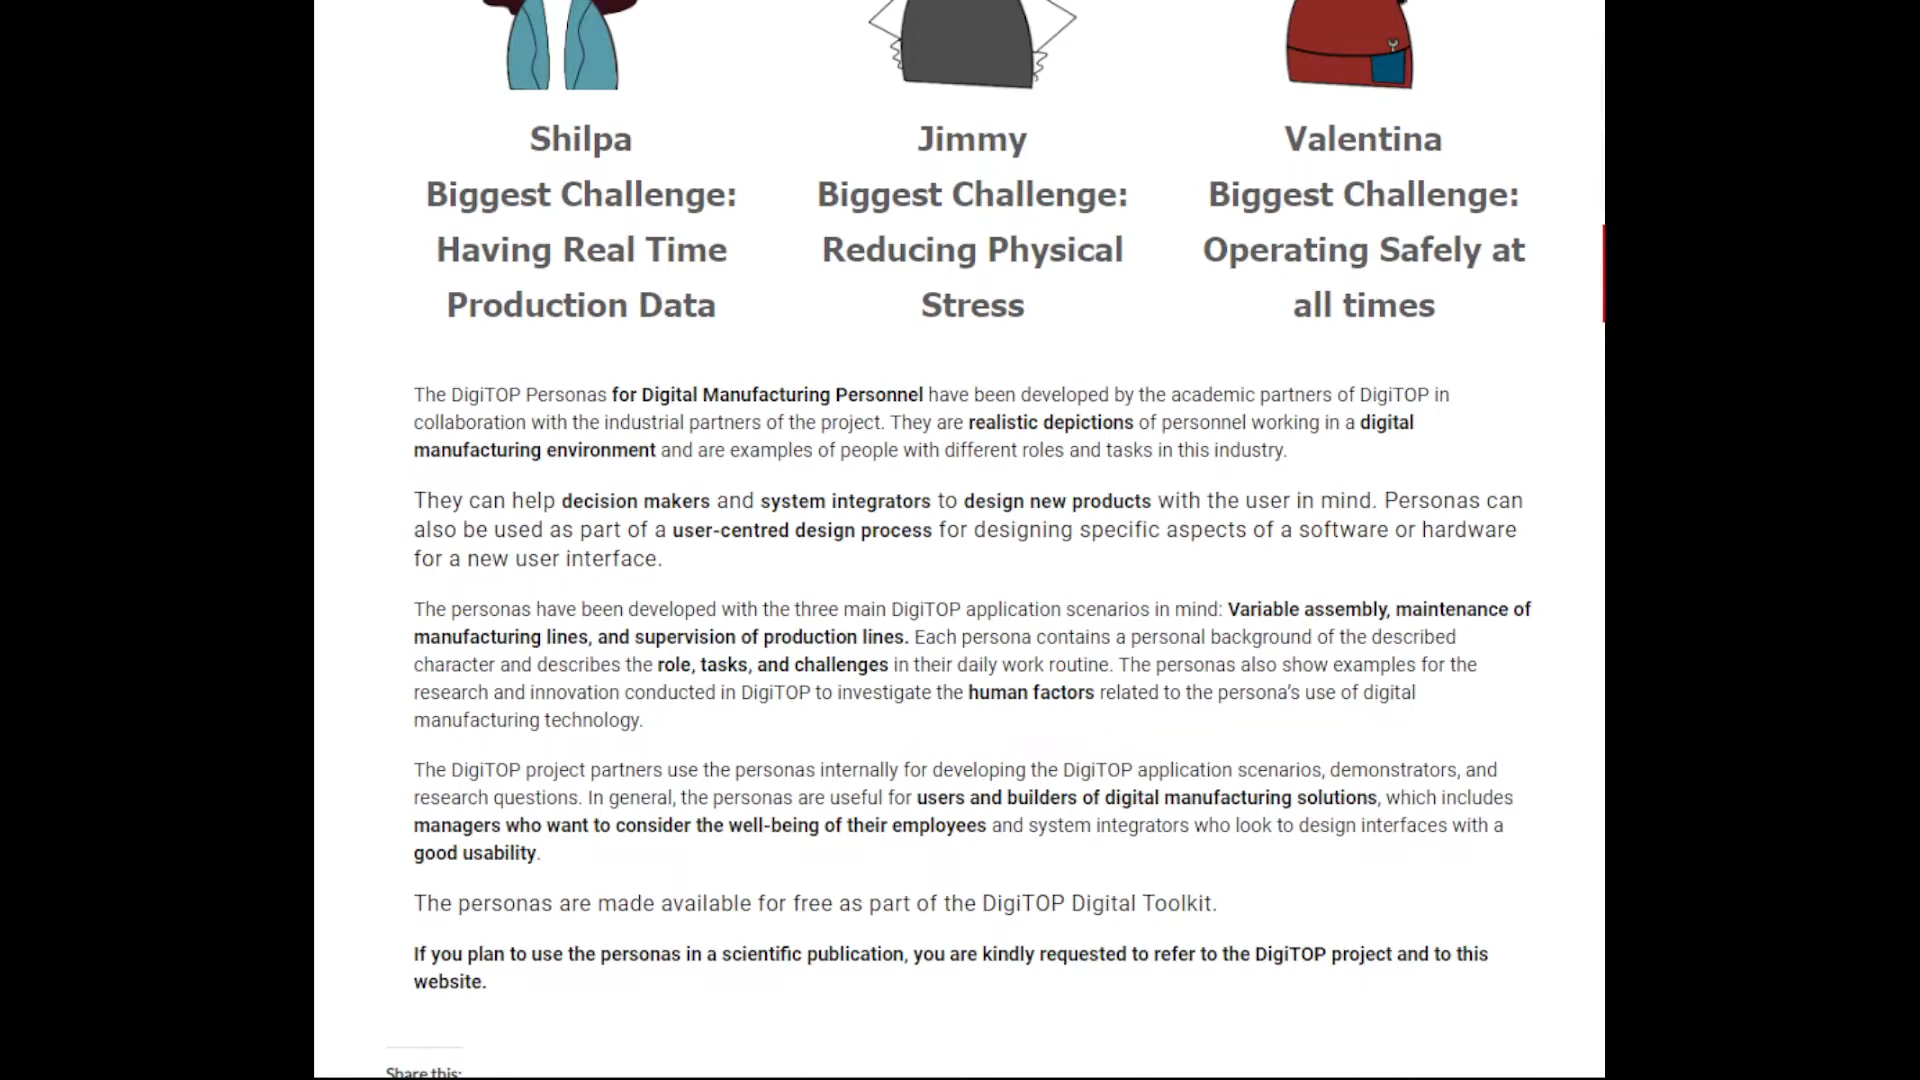 Shilpa
Biggest Challenge:
Having Real Time
Production Data
Jimmy
Biggest Challenge:
Reducing Physical
Stress
Valentina
Biggest Challenge:
Operating Safely at
all times
The DigiTOP Personas for Digital Manufacturing Personnel have been developed by the academic partners of DigiTOP in
collaboration with the industrial partners of the project. They are realistic depictions of personnel working in a digital
manufacturing environment and are examples of people with different roles and tasks in this industry.
They can help decision makers and system integrators to design new products with the user in mind. Personas can
also be used as part of a user-centred design process for designing specific aspects of a software or hardware
for a new user interface.
The personas have been developed with the three main DigiTOP application scenarios in mind: Variable assembly, maintenance of
manufacturing lines, and supervision of production lines. Each persona contains a personal background of the described
character and describes the role, tasks, and challenges in their daily work routine. The personas also show examples for the
research and innovation conducted in DigiTOP to investigate the human factors related to the persona's use of digital
manufacturing technology.
The DigiTOP project partners use the personas internally for developing the DigiTOP application scenarios, demonstrators, and
research questions. In general, the personas are useful for users and builders of digital manufacturing solutions, which includes
managers who want to consider the well-being of their employees and system integrators who look to design interfaces with a
good usability.
The personas are made available for free as part of the DigiTOP Digital Toolkit.
If you plan to use the personas in a scientific publication, you are kindly requested to refer to the DigiTOP project and to this
website.
Share this: